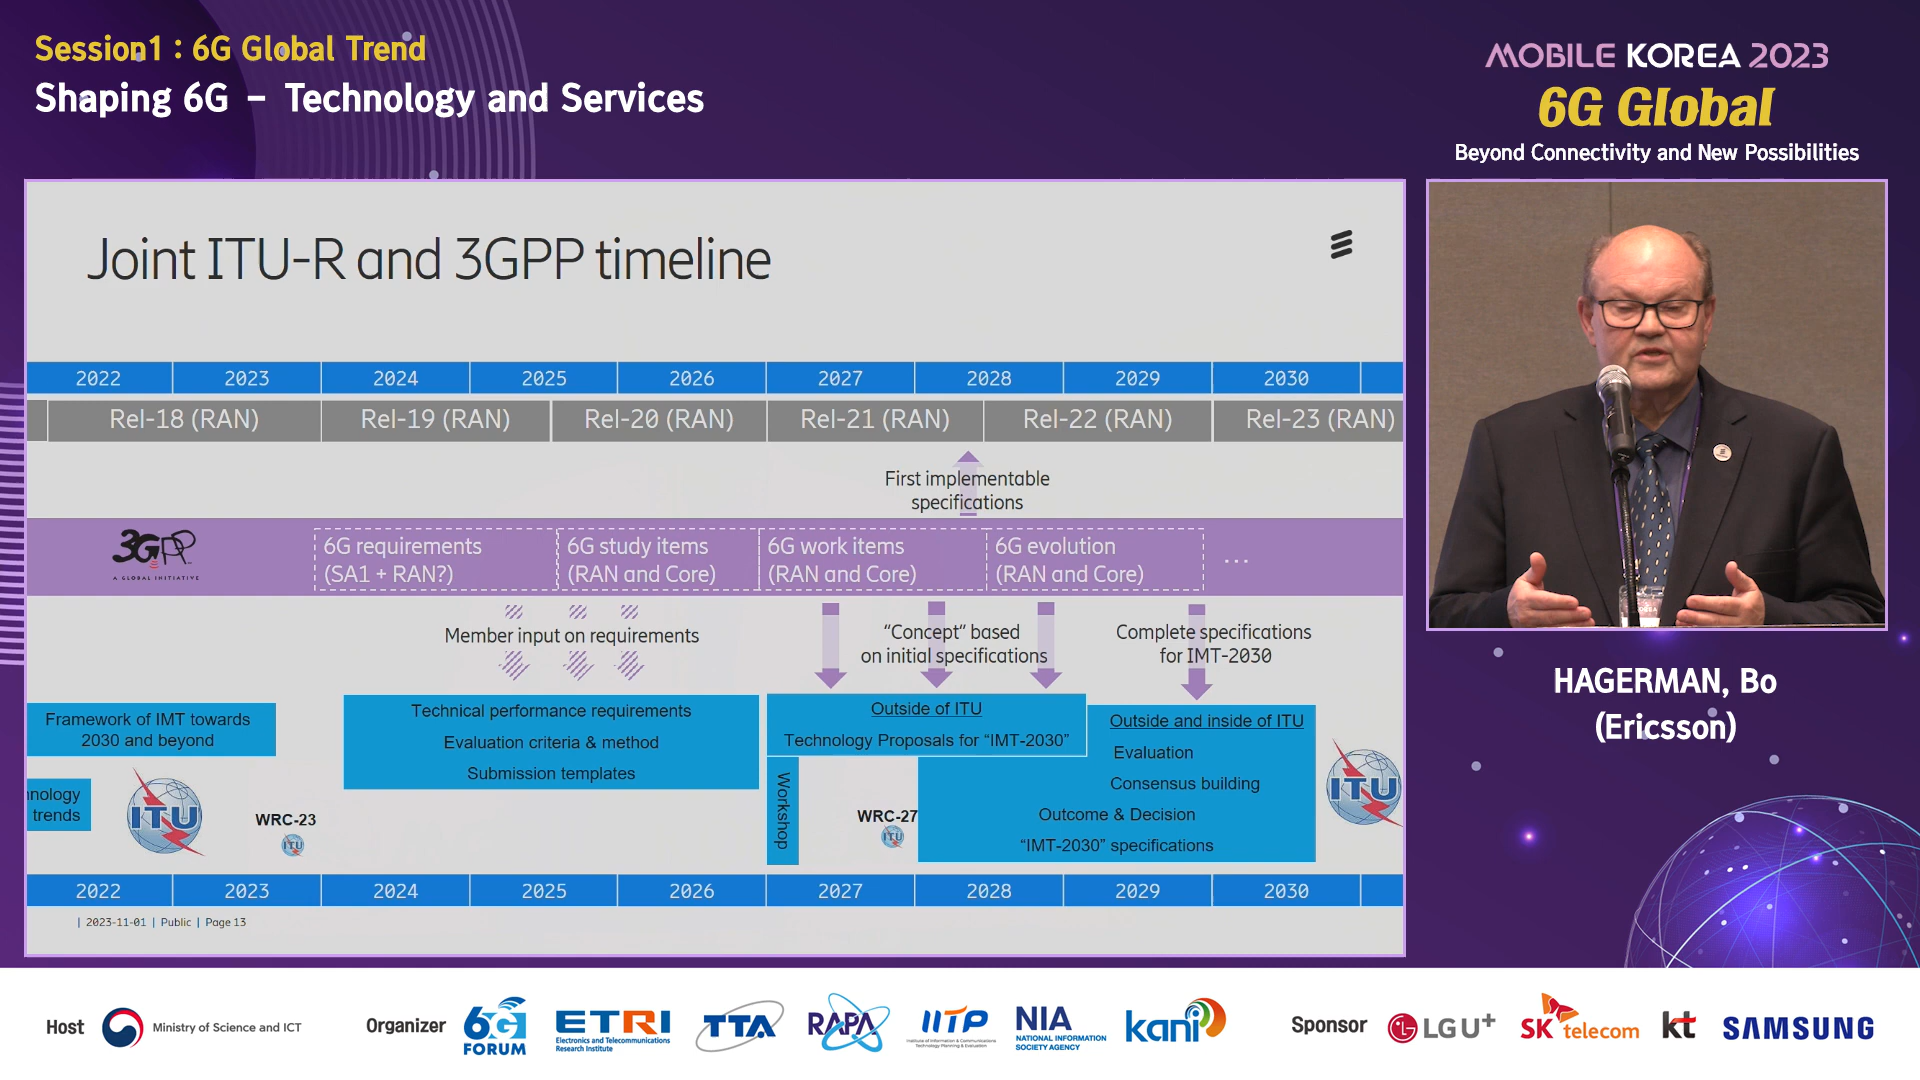 Session1 : 6G Global Trend
Shaping 6G – Technology and Services
MOBILE KOREA 2023
6G Global
Beyond Connectivity and New Possibilities
Joint ITU-R and 3GPP timeline
2022 2023 2024 2025 2026 2027 2028 2029 2030
Rel-18 (RAN) Rel-19 (RAN) Rel-20 (RAN) Rel-21 (RAN) Rel-22 (RAN) Rel-23 (RAN)
First implementable
specifications
3GPP
A GLOBAL INITIATIVE
6G requirements
(SA1 + RAN?)
6G study items
(RAN and Core)
6G work items
(RAN and Core)
6G evolution
(RAN and Core)
...
Member input on requirements
"Concept" based
on initial specifications
Complete specifications
for IMT-2030
Framework of IMT towards
2030 and beyond
nology
trends
ITU
WRC-23
ITU
Technical performance requirements
Evaluation criteria & method
Submission templates
Outside of ITU
Technology Proposals for "IMT-2030"
Workshop
WRC-27
ITU
Outside and inside of ITU
Evaluation
Consensus building
Outcome & Decision
"IMT-2030" specifications
ITU
2022 2023 2024 2025 2026 2027 2028 2029 2030
| 2023-11-01 | Public | Page 13
HAGERMAN, Bo
(Ericsson)
Host
Ministry of Science and ICT
Organizer
6G
FORUM
ETRI
Electronics and Telecommunications
Research Institute
TTA
RAPA
IITP
Institute of Information & Communications
Technology Planning & Evaluation
NIA
NATIONAL INFORMATION
SOCIETY AGENCY
kani
Sponsor
LG U+
SK telecom
kt
SAMSUNG